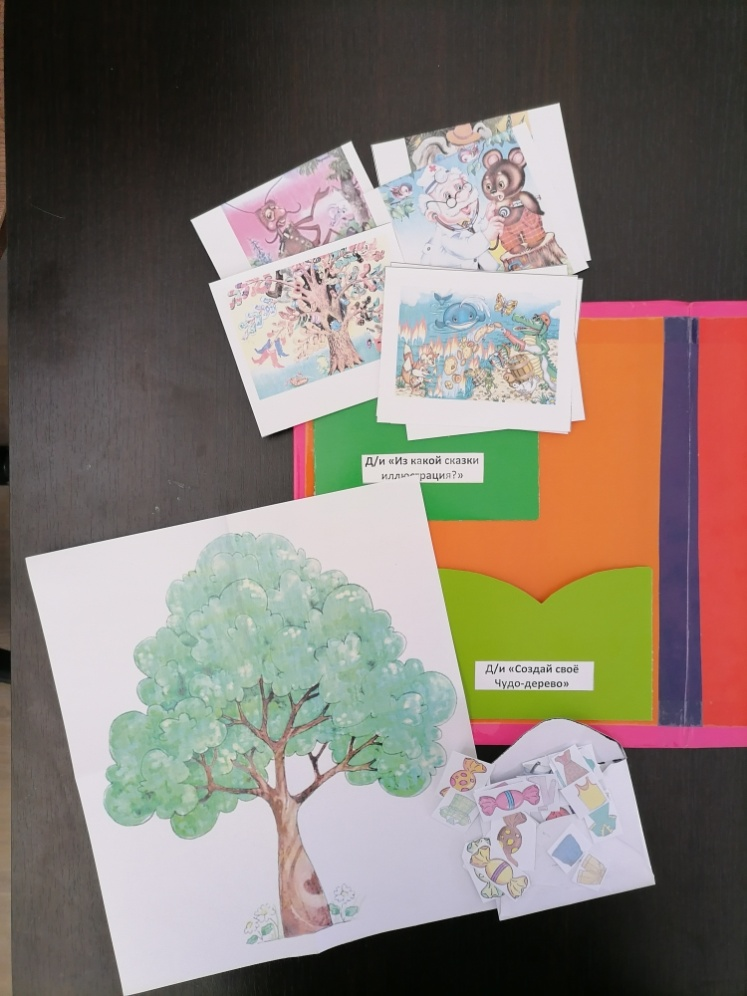 Д/и «Из какой сказки
иллюстрация?»
Д/и «Создай своё
Чудо-дерево»